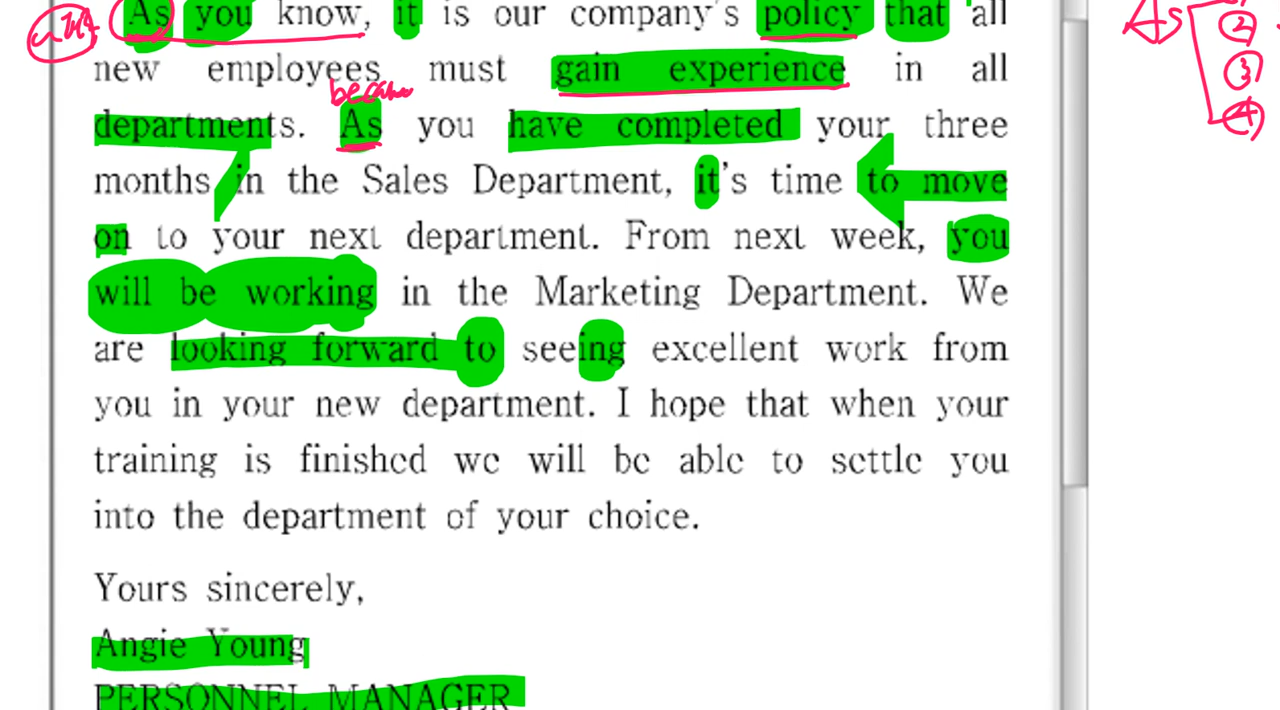 As you know, it is our company's policy that all
As
②
new employees must gain experience in all
③
because
④
departments. As you have completed your three
months in the Sales Department, it's time to move
on to your next department. From next week, you
will be working in the Marketing Department. We
are looking forward to seeing excellent work from
you in your new department. I hope that when your
training is finished we will be able to settle you
into the department of your choice.
Yours sincerely,
Angie Young
PERSONNEL MANAGER